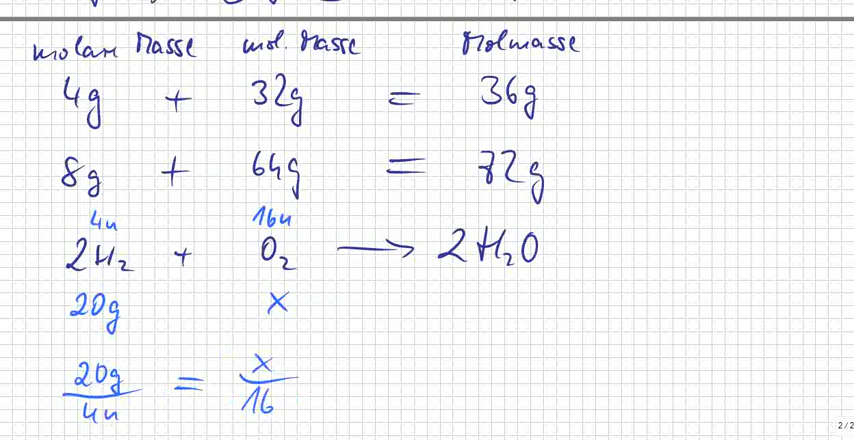 molare Masse mol. Masse Molmasse
4g + 32g = 36g
8g + 64g = 72g
4u 16u
2H₂ + O₂ → 2H₂O
20g x
20g/4u = x/16
2/2